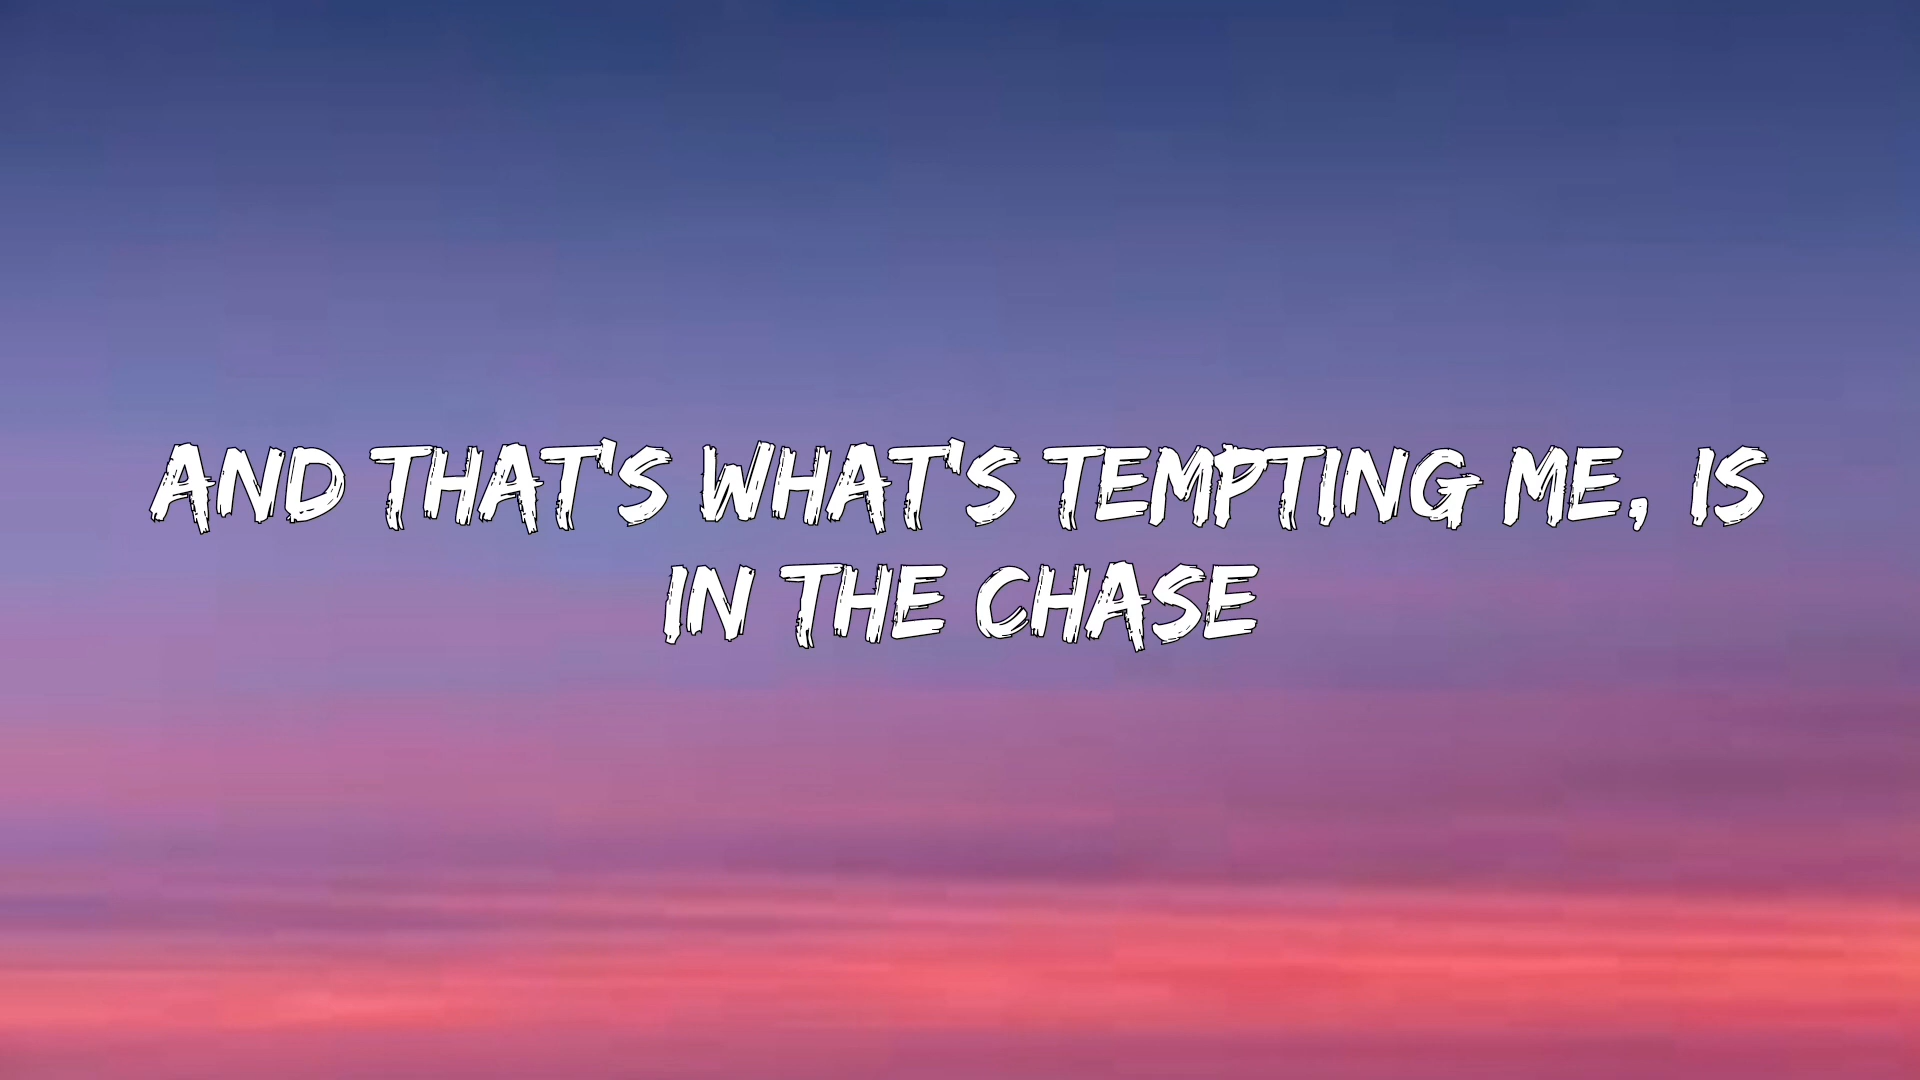 AND THAT'S WHAT'S TEMPTING ME, IS
IN THE CHASE